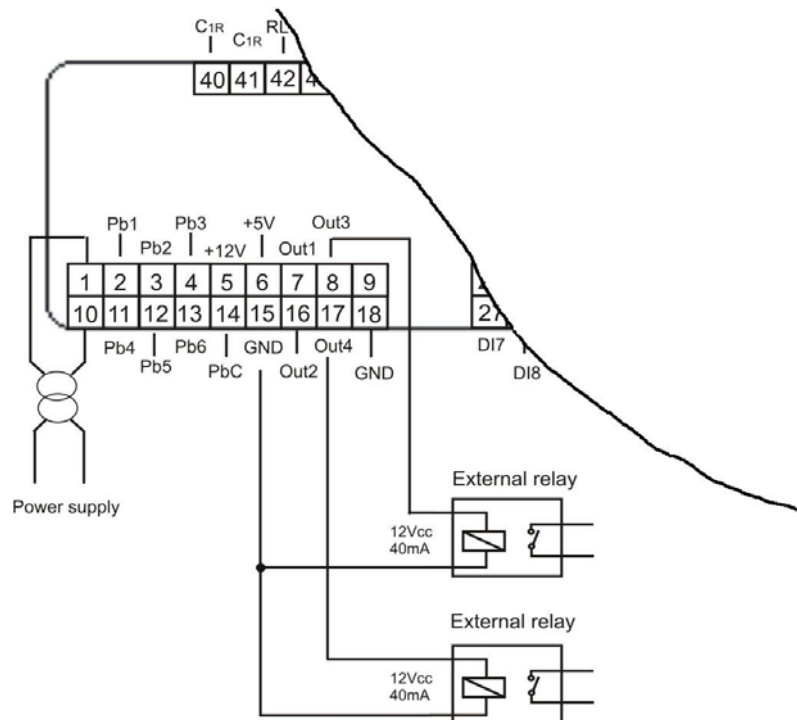 C1R C1R RL
40 41 42 4
Pb1 Pb3 +5V Out3
Pb2 +12V Out1
1 2 3 4 5 6 7 8 9
10 11 12 13 14 15 16 17 18
27
Pb4 Pb6 GND Out4 DI7
Pb5 PbC Out2 GND DI8
Power supply
External relay
12Vcc
40mA
External relay
12Vcc
40mA